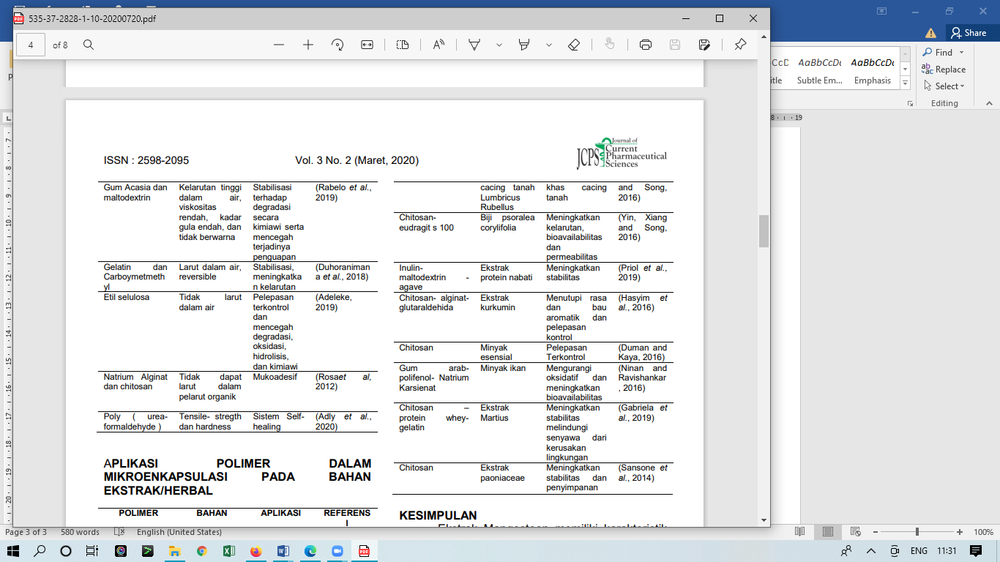 535-37-2828-1-10-20200720.pdf
Share
4 of 8
Find
Replace
Select
Editing
AaBbCcDc AaBbCcDc
Subtle Em... Emphasis
8 19
ISSN : 2598-2095 Vol. 3 No. 2 (Maret, 2020)
JCPS Journal of
Current
Pharmaceutical
Sciences
Gum Acasia dan
maltodextrin
Kelarutan tinggi
dalam air,
viskositas
rendah, kadar
gula endah, dan
tidak berwarna
Stabilisasi
terhadap
degradasi
secara
kimiawi serta
mencegah
terjadinya
penguapan
(Rabelo et al.,
2019)
Gelatin dan
Carboymetmeth
yl
Larut dalam air,
reversible
Stabilisasi,
meningkatka
n kelarutan
(Duhoraniman
a et al., 2018)
Etil selulosa
Tidak larut
dalam air
Pelepasan
terkontrol
dan
mencegah
degradasi,
oksidasi,
hidrolisis,
dan kimiawi
(Adeleke,
2019)
Natrium Alginat
dan chitosan
Tidak dapat
larut dalam
pelarut organik
Mukoadesif
(Rosaet al,
2012)
Poly ( urea-
formaldehyde )
Tensile- stregth
dan hardness
Sistem Self-
healing
(Adly et al.,
2020)
APLIKASI POLIMER DALAM
MIKROENKAPSULASI PADA BAHAN
EKSTRAK/HERBAL
POLIMER BAHAN APLIKASI REFERENS
I
cacing tanah
Lumbricus
Rubellus
khas cacing
tanah
and Song,
2016)
Chitosan-
eudragit s 100
Biji psoralea
corylifolia
Meningkatkan
kelarutan,
bioavailabilitas
dan
permeabilitas
(Yin, Xiang
and Song,
2016)
Inulin-
maltodextrin -
agave
Ekstrak
protein nabati
Meningkatkan
stabilitas
(Priol et al.,
2019)
Chitosan- alginat-
glutaraldehida
Ekstrak
kurkumin
Menutupi rasa
dan bau
aromatik dan
pelepasan
kontrol
(Hasyim et
al., 2016)
Chitosan
Minyak
esensial
Pelepasan
Terkontrol
(Duman and
Kaya, 2016)
Gum arab-
polifenol- Natrium
Karsienat
Minyak ikan
Mengurangi
oksidatif dan
meningkatkan
bioavailabilitas
(Ninan and
Ravishankar
, 2016)
Chitosan –
protein whey-
gelatin
Ekstrak
Martius
Meningkatkan
stabilitas
melindungi
senyawa dari
kerusakan
lingkungan
(Gabriela et
al., 2019)
Chitosan
Ekstrak
paoniaceae
Meningkatkan
stabilitas dan
penyimpanan
(Sansone et
al., 2014)
KESIMPULAN
Page 3 of 3 580 words English (United States) 100%
ENG 11:31